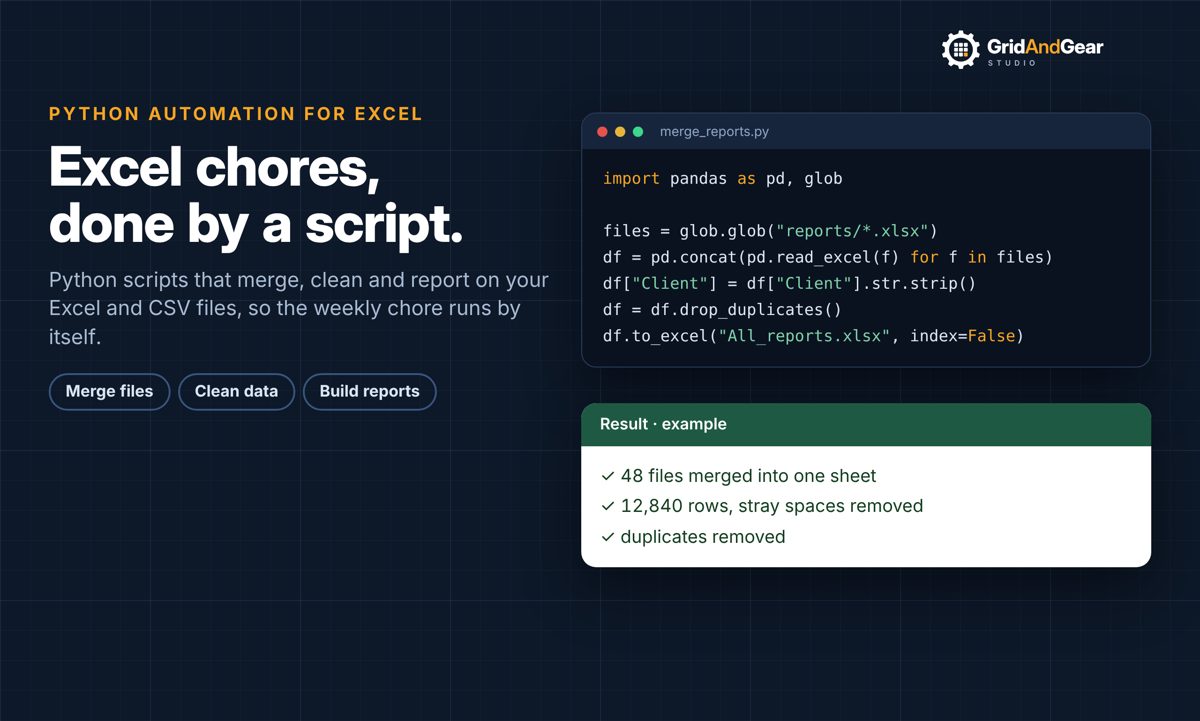 GridAndGear
STUDIO
PYTHON AUTOMATION FOR EXCEL
Excel chores,
done by a script.
Python scripts that merge, clean and report on your
Excel and CSV files, so the weekly chore runs by
itself.
Merge files
Clean data
Build reports
merge_reports.py
import pandas as pd, glob
files = glob.glob("reports/*.xlsx")
df = pd.concat(pd.read_excel(f) for f in files)
df["Client"] = df["Client"].str.strip()
df = df.drop_duplicates()
df.to_excel("All_reports.xlsx", index=False)
Result · example
✓ 48 files merged into one sheet
✓ 12,840 rows, stray spaces removed
✓ duplicates removed